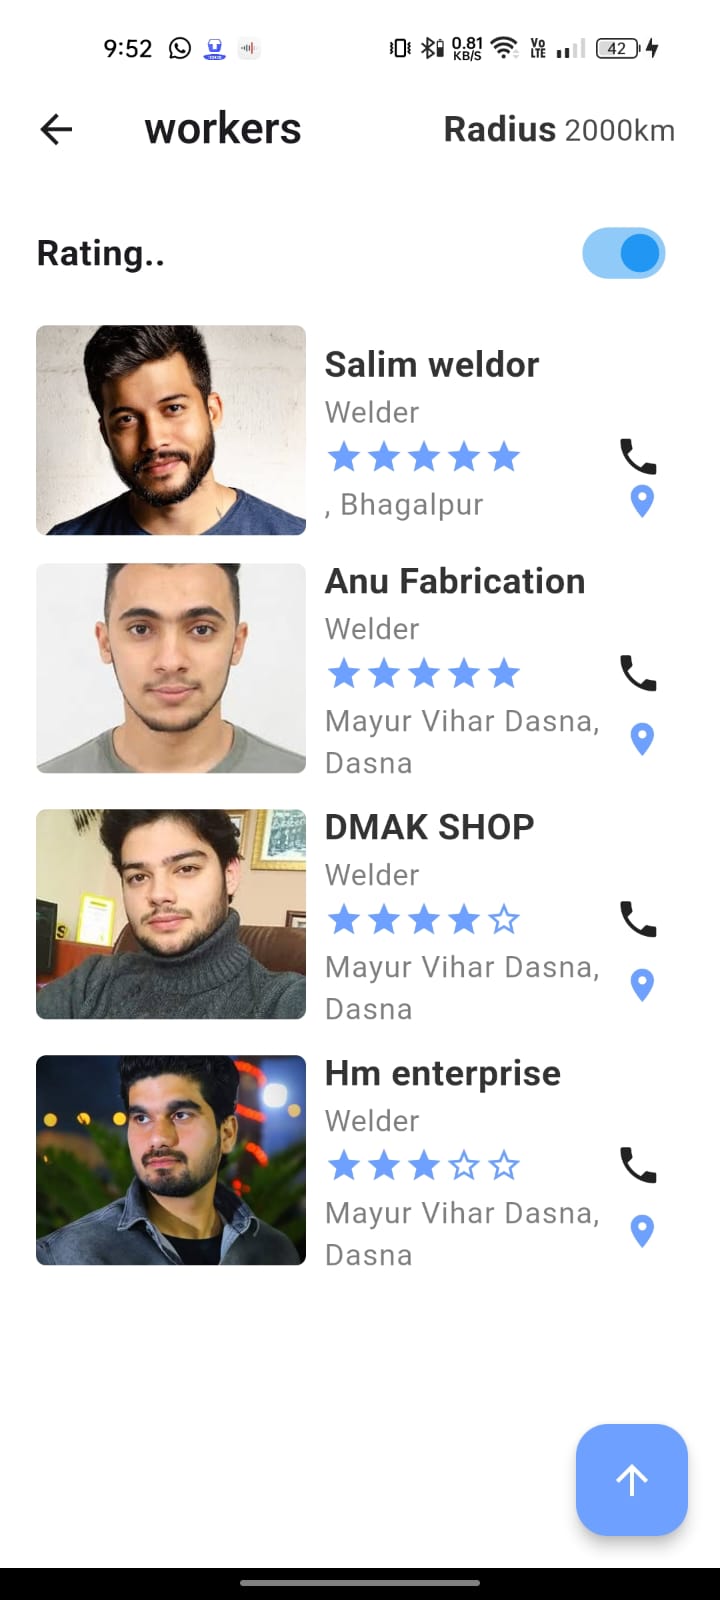 9:52 0.81 KB/S Vo LTE 42
workers Radius 2000km
Rating..
Salim weldor
Welder
, Bhagalpur
Anu Fabrication
Welder
Mayur Vihar Dasna,
Dasna
DMAK SHOP
Welder
Mayur Vihar Dasna,
Dasna
Hm enterprise
Welder
Mayur Vihar Dasna,
Dasna